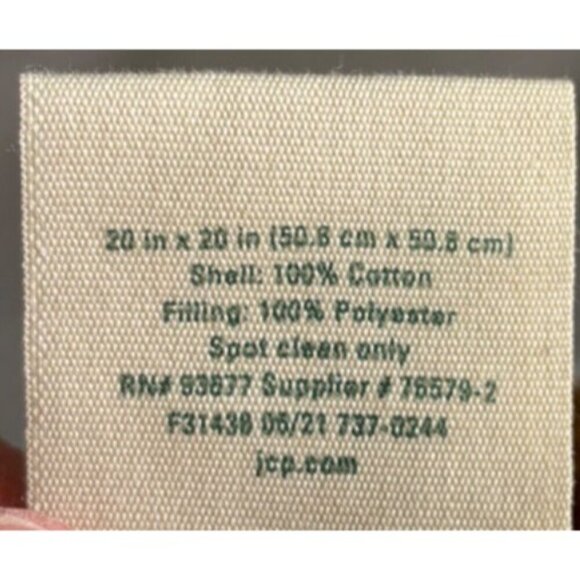 20 in x 20 in (50.8 cm x 50.8 cm)
Shell: 100% Cotton
Filling: 100% Polyester
Spot clean only
RN# 93677 Supplier # 76579-2
F31438 06/21 737-0244
jcp.com